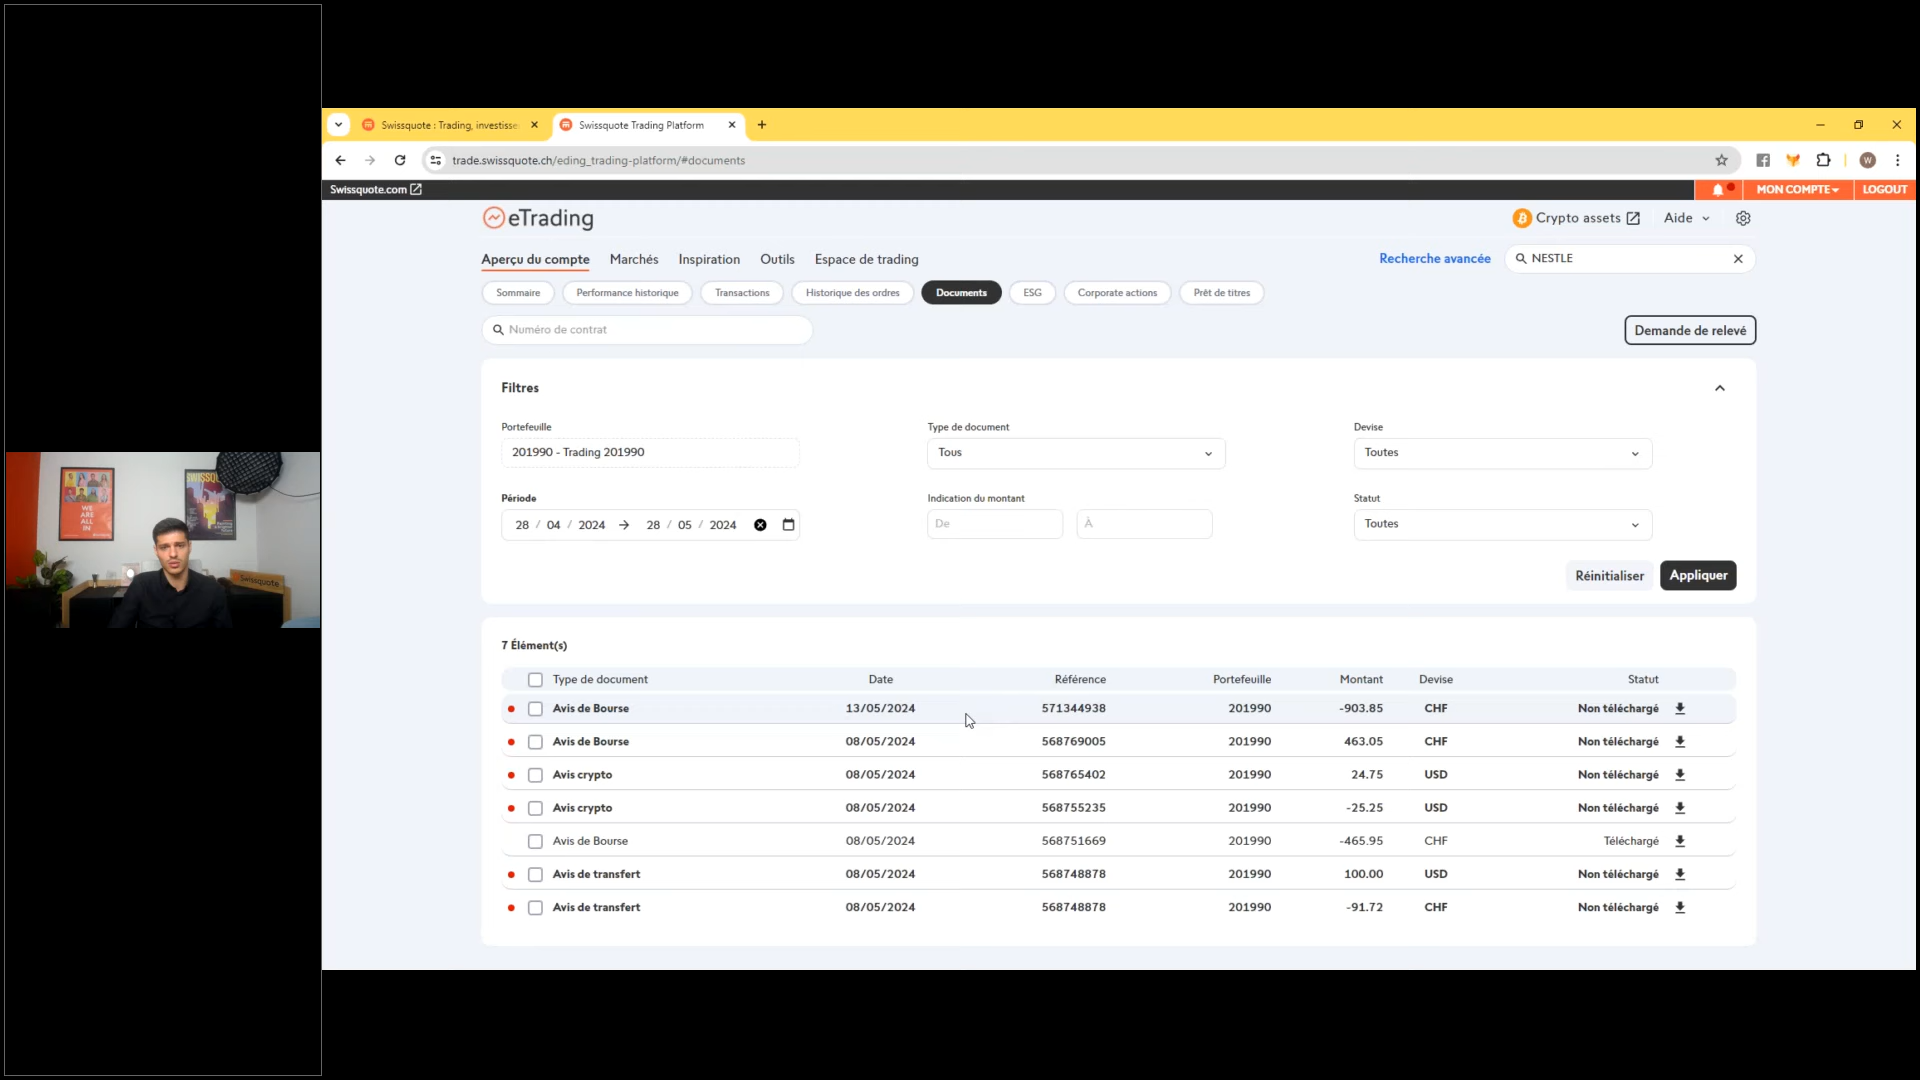 WE
ARE
ALL
IN
SWISSQU
Swissquote
Swissquote : Trading, investisse
Swissquote Trading Platform
trade.swissquote.ch/eding_trading-platform/#documents
W
Swissquote.com
MON COMPTE
LOGOUT
eTrading
Crypto assets
Aide
Aperçu du compte
Marchés
Inspiration
Outils
Espace de trading
Recherche avancée
NESTLE
Sommaire
Performance historique
Transactions
Historique des ordres
Documents
ESG
Corporate actions
Prêt de titres
Numéro de contrat
Demande de relevé
Filtres
Portefeuille
201990 - Trading 201990
Type de document
Tous
Devise
Toutes
Période
28 / 04 / 2024 → 28 / 05 / 2024
Indication du montant
De
À
Statut
Toutes
Réinitialiser
Appliquer
7 Élément(s)
Type de document Date Référence Portefeuille Montant Devise Statut
Avis de Bourse 13/05/2024 571344938 201990 -903.85 CHF Non téléchargé
Avis de Bourse 08/05/2024 568769005 201990 463.05 CHF Non téléchargé
Avis crypto 08/05/2024 568765402 201990 24.75 USD Non téléchargé
Avis crypto 08/05/2024 568755235 201990 -25.25 USD Non téléchargé
Avis de Bourse 08/05/2024 568751669 201990 -465.95 CHF Téléchargé
Avis de transfert 08/05/2024 568748878 201990 100.00 USD Non téléchargé
Avis de transfert 08/05/2024 568748878 201990 -91.72 CHF Non téléchargé